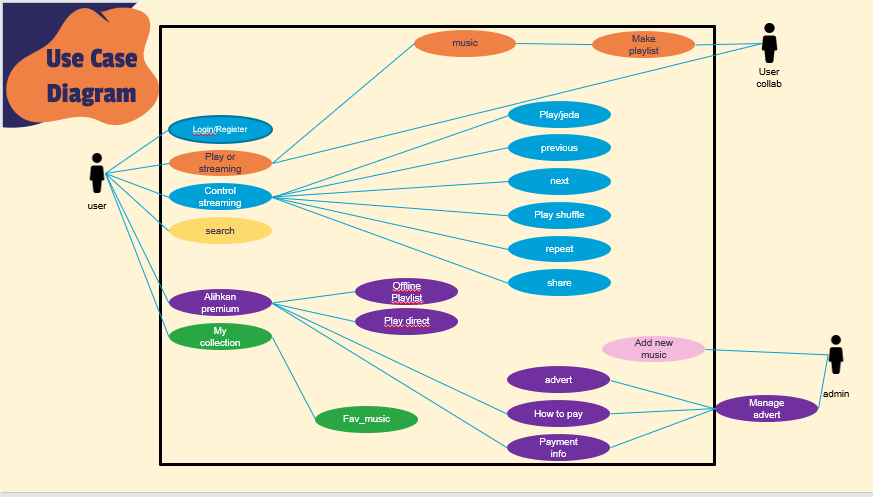 Use Case
Diagram
music
Make
playlist
User
collab
Login/Register
Play or
streaming
Control
streaming
search
user
Play/jeda
previous
next
Play shuffle
repeat
share
Alihkan
premium
My
collection
Offline
Playlist
Play direct
Add new
music
advert
How to pay
Payment
info
Manage
advert
admin
Fav_music